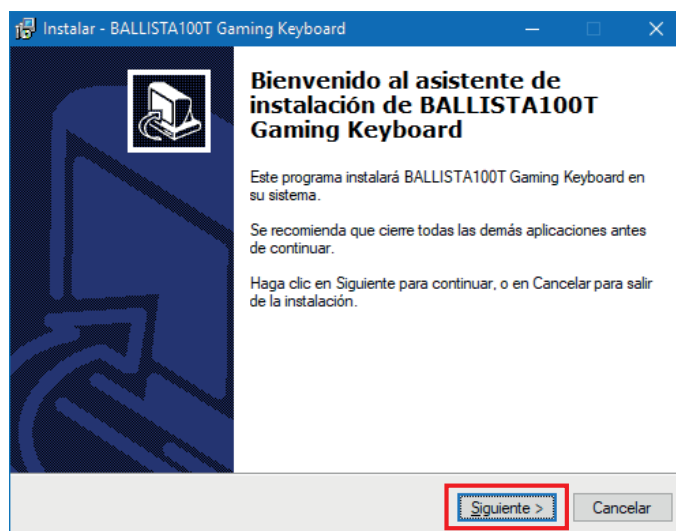 Instalar - BALLISTA100T Gaming Keyboard
Bienvenido al asistente de
instalación de BALLISTA100T
Gaming Keyboard
Este programa instalará BALLISTA100T Gaming Keyboard en
su sistema.
Se recomienda que cierre todas las demás aplicaciones antes
de continuar.
Haga clic en Siguiente para continuar, o en Cancelar para salir
de la instalación.
Siguiente > Cancelar